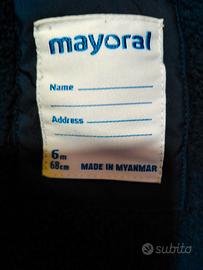 mayoral
Name
Address
6m
68cm MADE IN MYANMAR
subito